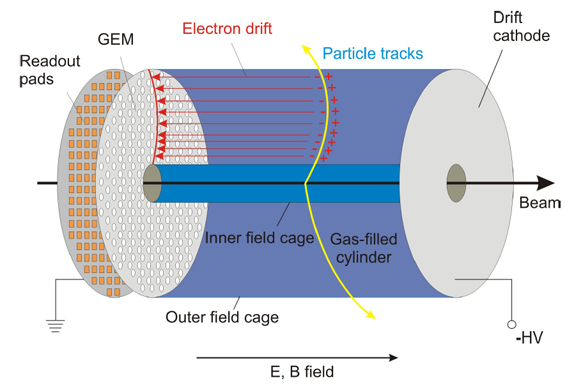 Electron drift
Drift
cathode
GEM
Particle tracks
Readout
pads
Beam
Inner field cage
Gas-filled
cylinder
Outer field cage
-HV
E, B field